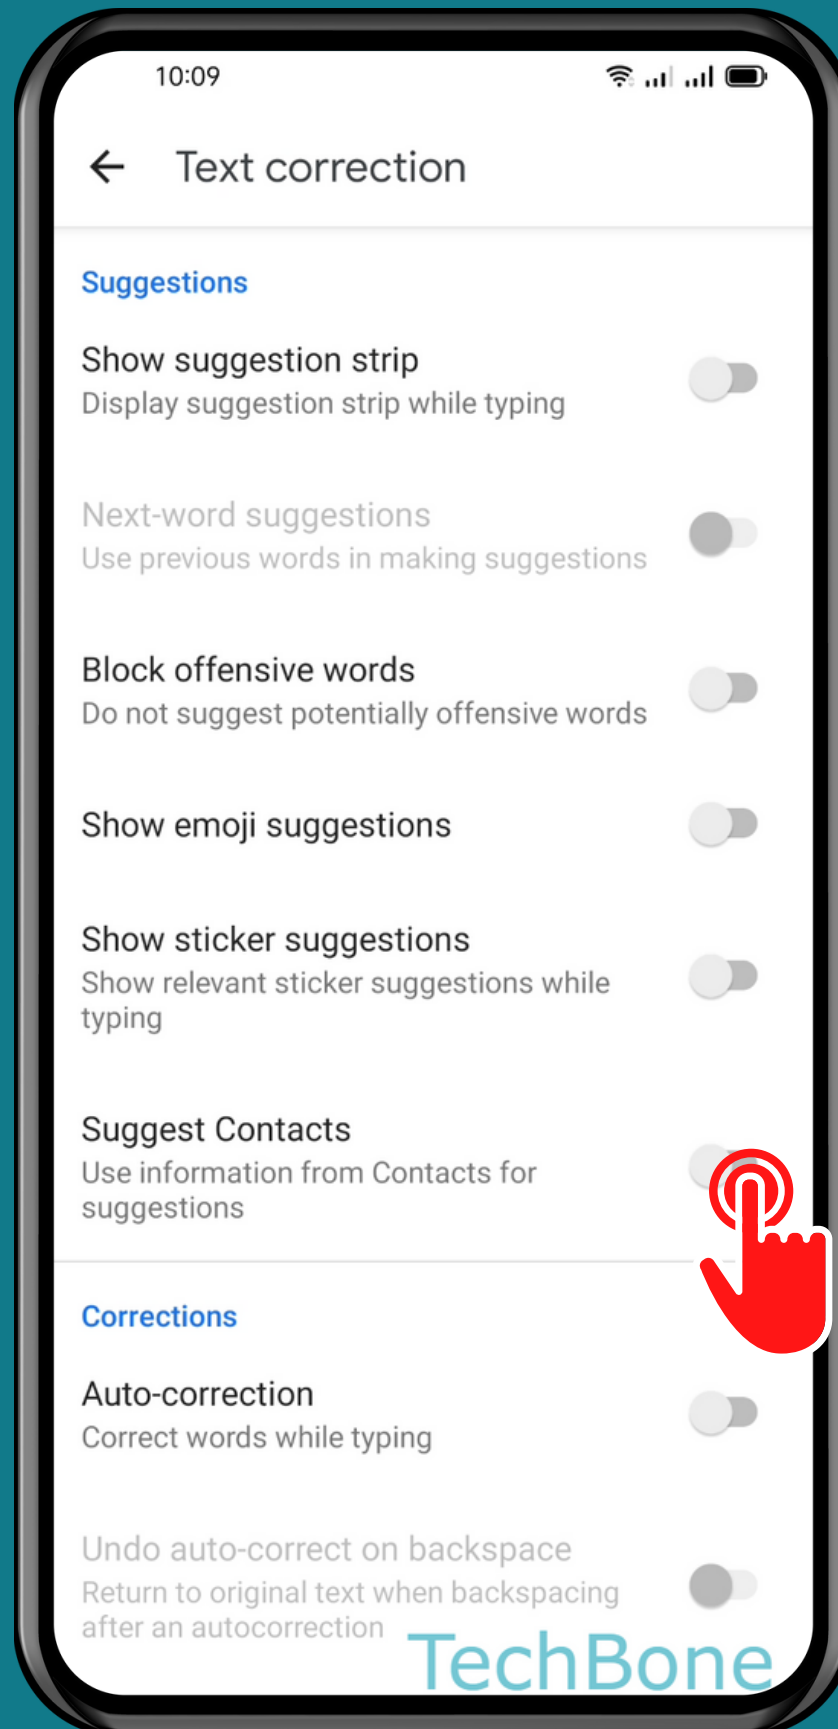 10:09
Text correction
Suggestions
Show suggestion strip
Display suggestion strip while typing
Next-word suggestions
Use previous words in making suggestions
Block offensive words
Do not suggest potentially offensive words
Show emoji suggestions
Show sticker suggestions
Show relevant sticker suggestions while
typing
Suggest Contacts
Use information from Contacts for
suggestions
Corrections
Auto-correction
Correct words while typing
Undo auto-correct on backspace
Return to original text when backspacing
after an autocorrection
TechBone